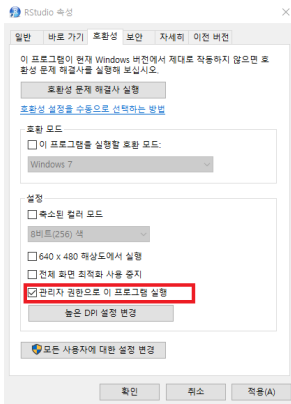 RStudio 속성
일반 바로 가기 호환성 보안 자세히 이전 버전
이 프로그램이 현재 Windows 버전에서 제대로 작동하지 않으면 호
환성 문제 해결사를 실행해 보십시오.
호환성 문제 해결사 실행
호환성 설정을 수동으로 선택하는 방법
호환 모드
이 프로그램을 실행할 호환 모드:
Windows 7
설정
축소된 컬러 모드
8비트(256) 색
640 x 480 해상도에서 실행
전체 화면 최적화 사용 중지
관리자 권한으로 이 프로그램 실행
높은 DPI 설정 변경
모든 사용자에 대한 설정 변경
확인 취소 적용(A)